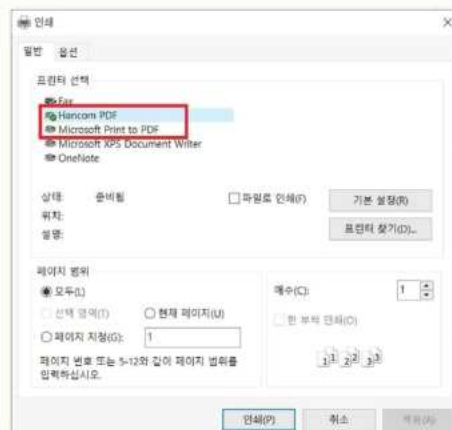 인쇄
일반 옵션
프린터 선택
Fax
Hancom PDF
Microsoft Print to PDF
Microsoft XPS Document Writer
OneNote
상태: 준비됨
위치:
설명:
파일로 인쇄(F)
기본 설정(R)
프린터 찾기(D)...
페이지 범위
모두(L)
선택 영역(T) 현재 페이지(U)
페이지 지정(G): 1
페이지 번호 또는 5-12와 같이 페이지 범위를
입력하십시오.
매수(C): 1
한 부씩 인쇄(O)
11 22 33
인쇄(P) 취소 적용(A)